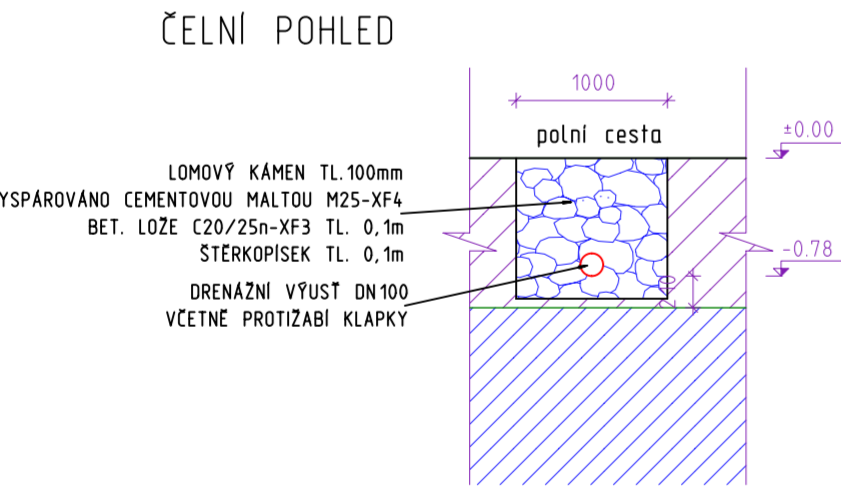 ČELNÍ POHLED
1000
polní cesta
±0.00
LOMOVÝ KÁMEN TL.100mm
YSPÁROVÁNO CEMENTOVOU MALTOU M25-XF4
BET. LOŽE C20/25n-XF3 TL. 0,1m
ŠTĚRKOPÍSEK TL. 0,1m
-0.78
DRENÁŽNÍ VÝUSŤ DN100
VČETNĚ PROTIŽABÍ KLAPKY